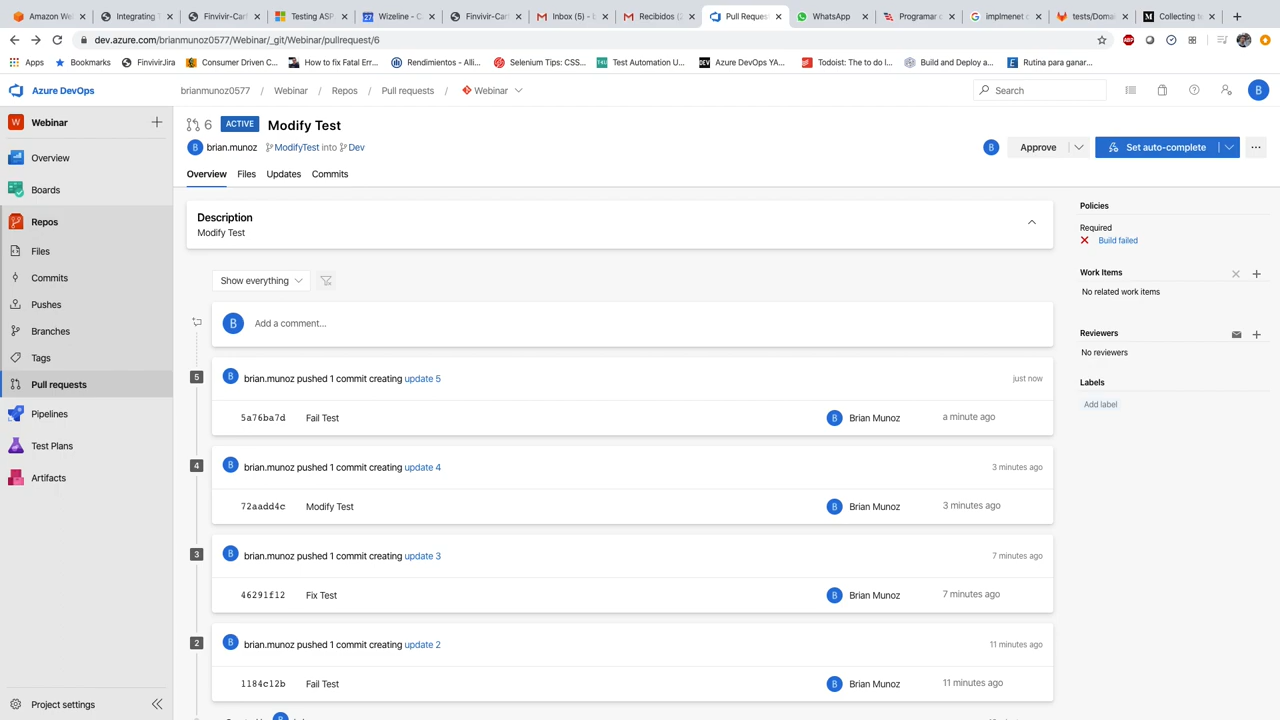 Amazon We
Integrating T
Finvivir-Car
Testing ASP
Wizeline - C
Finvivir-Car
Inbox (5) - b
Recibidos (2
Pull Reques
WhatsApp
Programar c
implmenet c
tests/Domai
Collecting te
dev.azure.com/brianmunoz0577/Webinar/_git/Webinar/pullrequest/6
Apps
Bookmarks
FinvivirJira
Consumer Driven C...
How to fix Fatal Err...
Rendimientos - Alli...
Selenium Tips: CSS...
Test Automation U...
Azure DevOps YA...
Todoist: The to do l...
Build and Deploy a...
Rutina para ganar...
Azure DevOps
brianmunoz0577 / Webinar / Repos / Pull requests / Webinar
Search
B
W Webinar
Overview
Boards
Repos
Files
Commits
Pushes
Branches
Tags
Pull requests
Pipelines
Test Plans
Artifacts
Project settings
6 ACTIVE Modify Test
B brian.munoz ModifyTest into Dev
B Approve Set auto-complete
Overview Files Updates Commits
Description
Modify Test
Show everything
B Add a comment...
5 B brian.munoz pushed 1 commit creating update 5 just now
5a76ba7d Fail Test B Brian Munoz a minute ago
4 B brian.munoz pushed 1 commit creating update 4 3 minutes ago
72aadd4c Modify Test B Brian Munoz 3 minutes ago
3 B brian.munoz pushed 1 commit creating update 3 7 minutes ago
46291f12 Fix Test B Brian Munoz 7 minutes ago
2 B brian.munoz pushed 1 commit creating update 2 11 minutes ago
1184c12b Fail Test B Brian Munoz 11 minutes ago
Policies
Required
Build failed
Work Items
No related work items
Reviewers
No reviewers
Labels
Add label